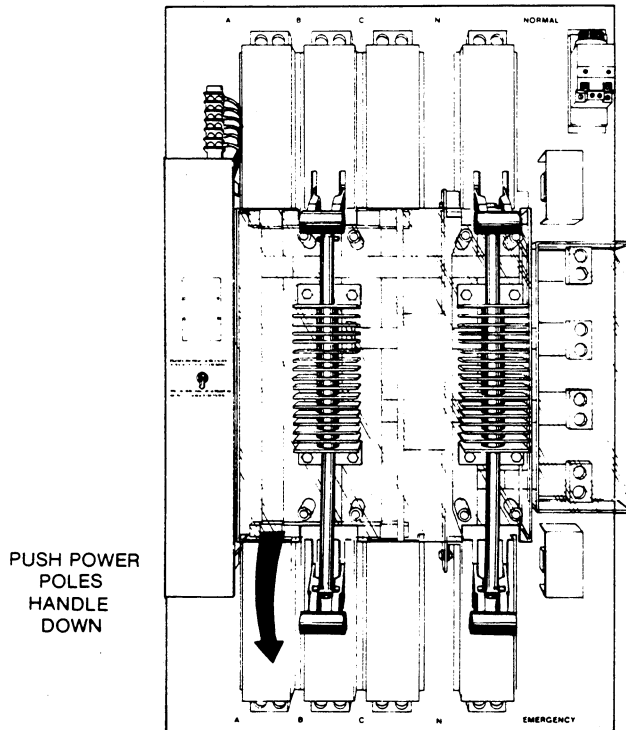 A B C N NORMAL
PUSH POWER
POLES
HANDLE
DOWN
A B C N EMERGENCY